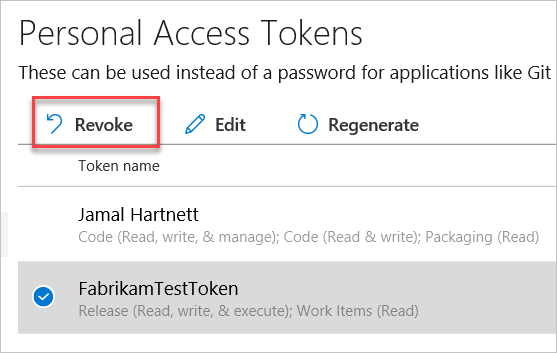 Personal Access Tokens
These can be used instead of a password for applications like Git
Revoke Edit Regenerate
Token name
Jamal Hartnett
Code (Read, write, & manage); Code (Read & write); Packaging (Read)
FabrikamTestToken
Release (Read, write, & execute); Work Items (Read)